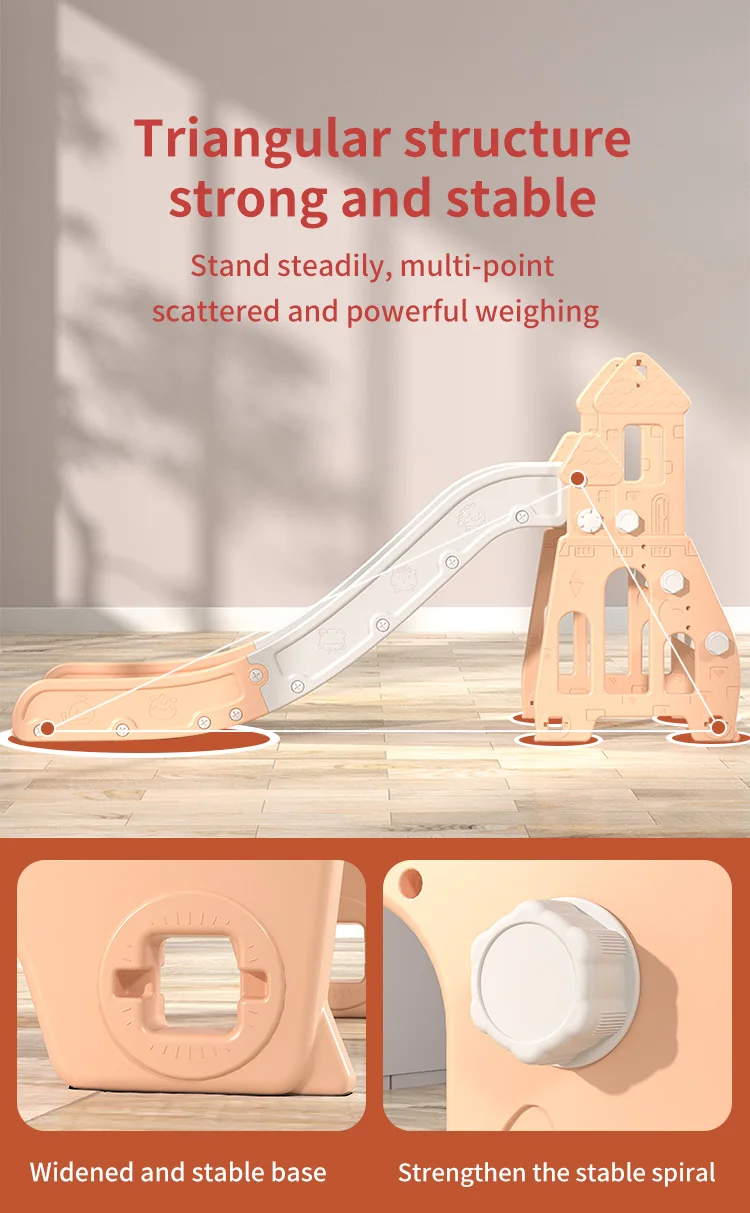 Triangular structure
strong and stable
Stand steadily, multi-point
scattered and powerful weighing
Widened and stable base
Strengthen the stable spiral